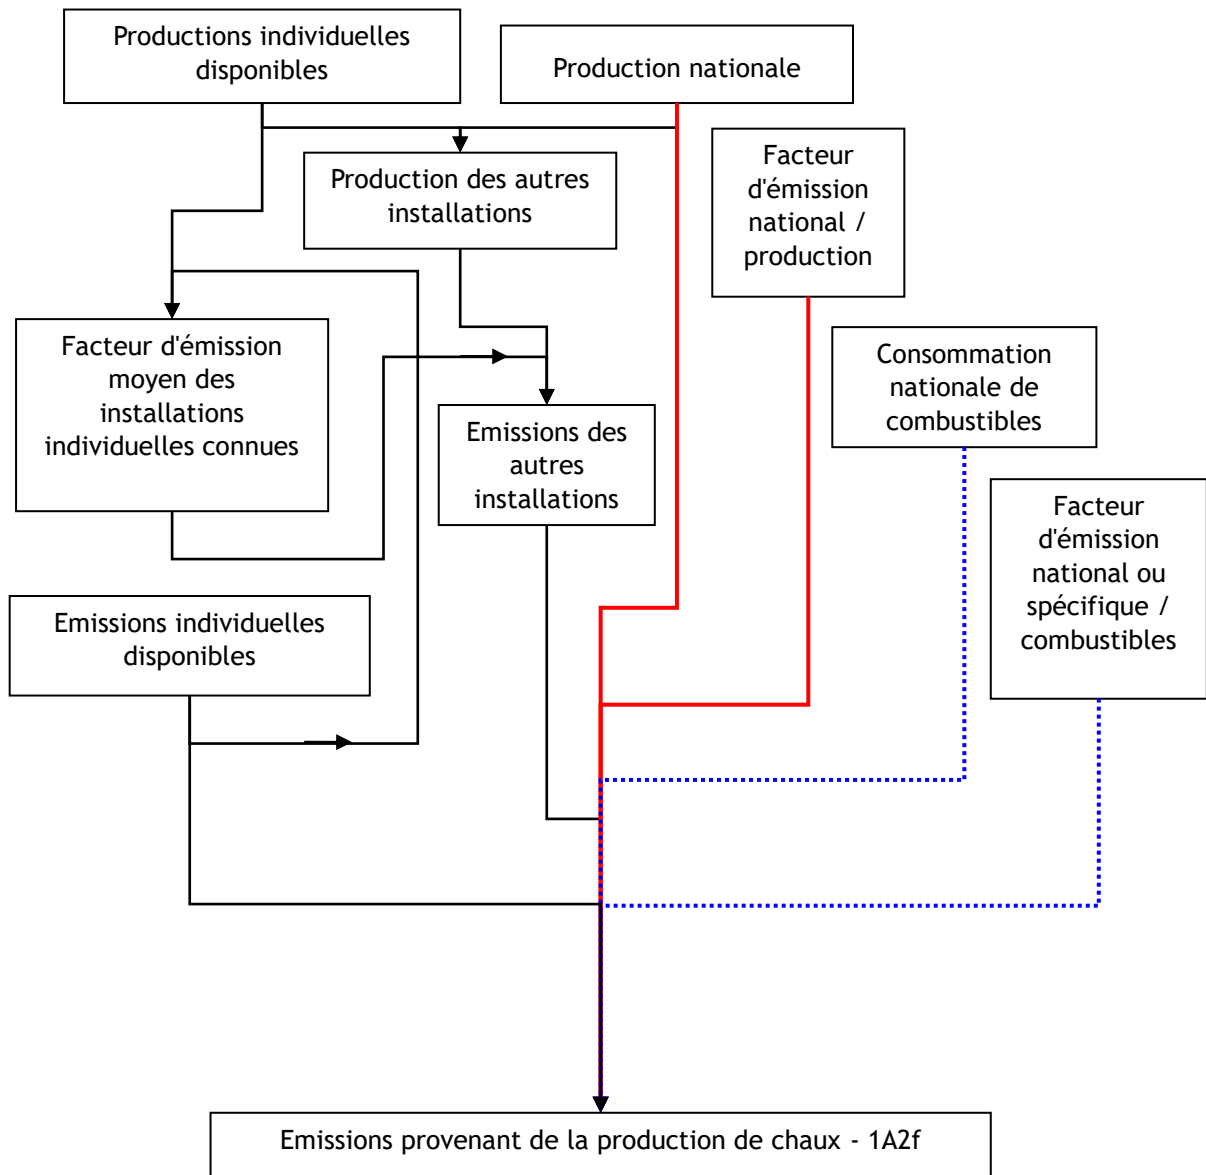 Productions individuelles
disponibles
Production nationale
Production des autres
installations
Facteur
d'émission
national /
production
Facteur d'émission
moyen des
installations
individuelles connues
Consommation
nationale de
combustibles
Emissions des
autres
installations
Facteur
d'émission
national ou
spécifique /
combustibles
Emissions individuelles
disponibles
Emissions provenant de la production de chaux - 1A2f